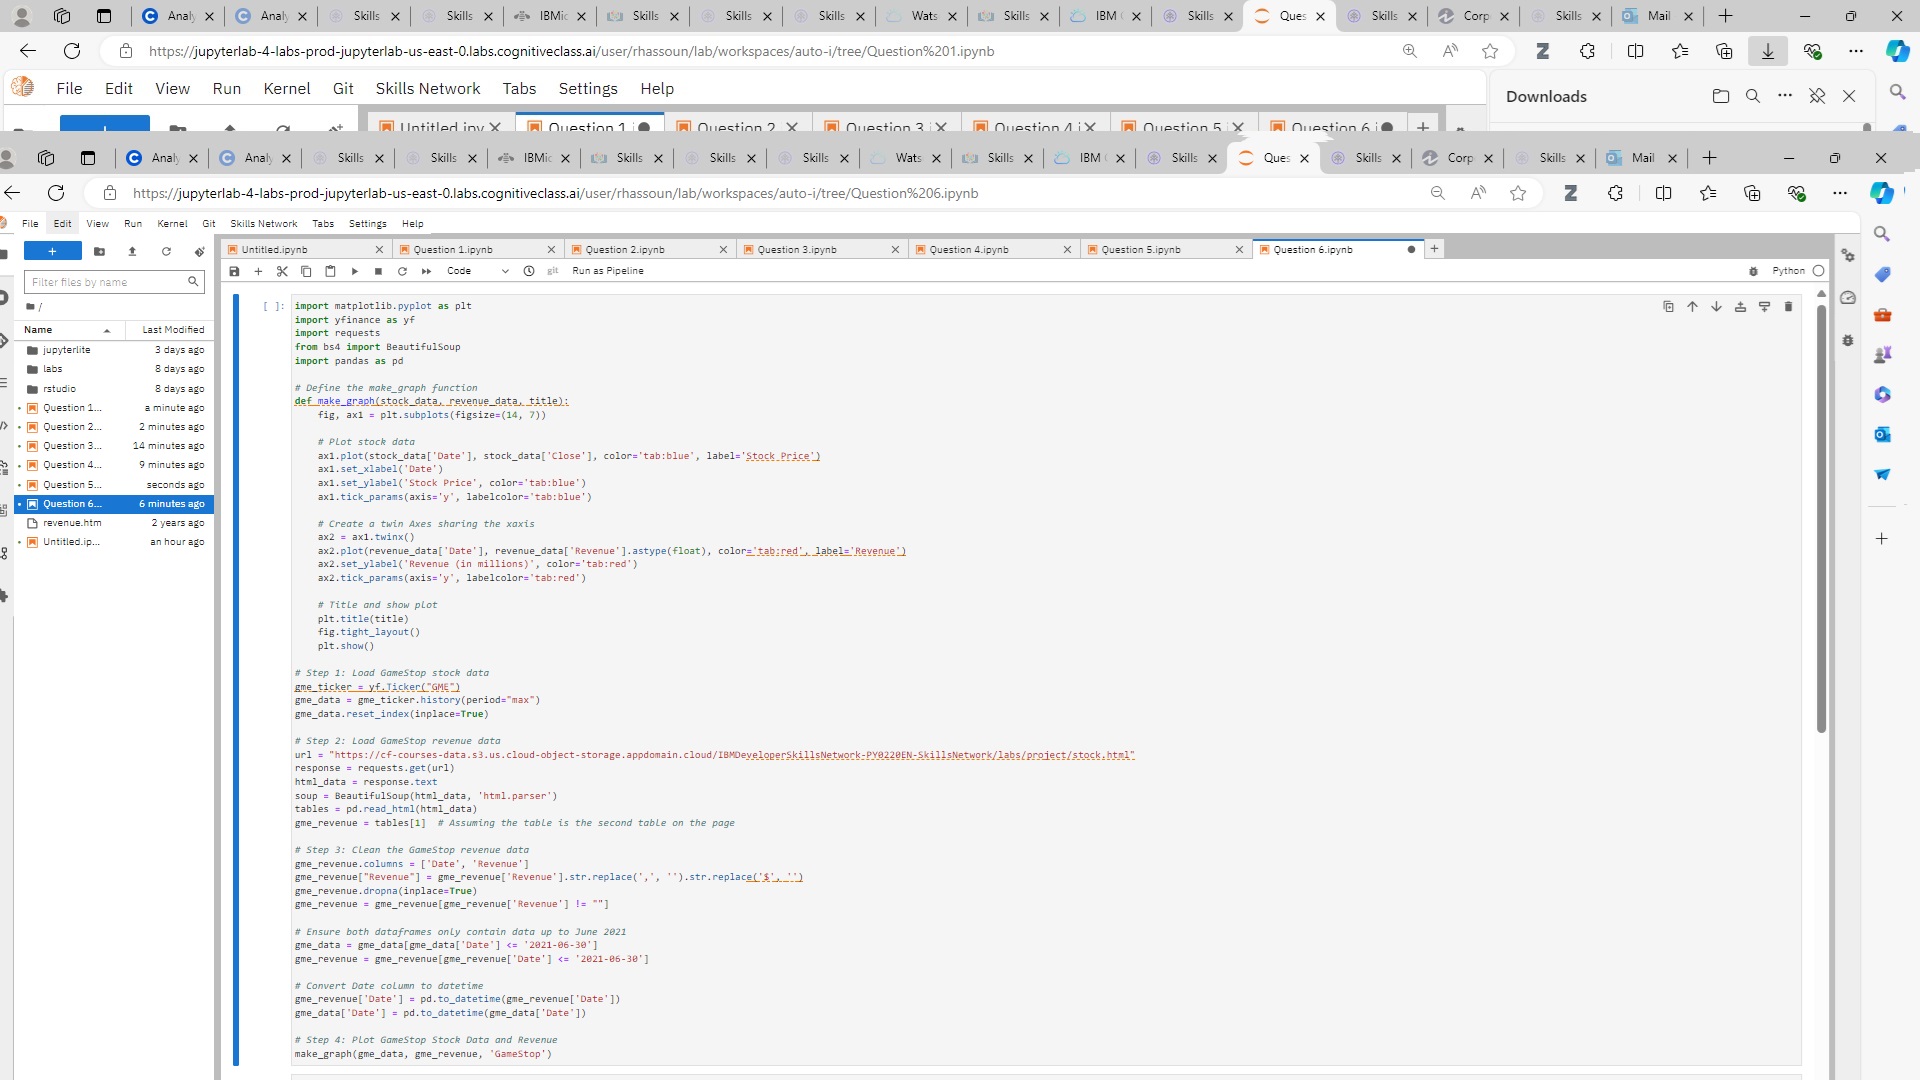 Analy Analy Skills Skills IBMic Skills Skills Skills Wats Skills IBM Skills Ques Skills Corp Skills Mail
https://jupyterlab-4-labs-prod-jupyterlab-us-east-0.labs.cognitiveclass.ai/user/rhassoun/lab/workspaces/auto-i/tree/Question%201.ipynb
File Edit View Run Kernel Git Skills Network Tabs Settings Help
Downloads
Untitled.ipy Question 1. Question 2. Question 3. Question 4. Question 5. Question 6.
Analy Analy Skills Skills IBMic Skills Skills Skills Wats Skills IBM Skills Ques Skills Corp Skills Mail
https://jupyterlab-4-labs-prod-jupyterlab-us-east-0.labs.cognitiveclass.ai/user/rhassoun/lab/workspaces/auto-i/tree/Question%206.ipynb
File Edit View Run Kernel Git Skills Network Tabs Settings Help
Untitled.ipynb Question 1.ipynb Question 2.ipynb Question 3.ipynb Question 4.ipynb Question 5.ipynb Question 6.ipynb
Code git Run as Pipeline Python
Filter files by name
/
Name Last Modified
jupyterlite 3 days ago
labs 8 days ago
rstudio 8 days ago
Question 1... a minute ago
Question 2... 2 minutes ago
Question 3... 14 minutes ago
Question 4... 9 minutes ago
Question 5... seconds ago
Question 6... 6 minutes ago
revenue.htm 2 years ago
Untitled.ip... an hour ago
[ ]: import matplotlib.pyplot as plt
import yfinance as yf
import requests
from bs4 import BeautifulSoup
import pandas as pd
# Define the make_graph function
def make_graph(stock_data, revenue_data, title):
fig, ax1 = plt.subplots(figsize=(14, 7))
# Plot stock data
ax1.plot(stock_data['Date'], stock_data['Close'], color='tab:blue', label='Stock Price')
ax1.set_xlabel('Date')
ax1.set_ylabel('Stock Price', color='tab:blue')
ax1.tick_params(axis='y', labelcolor='tab:blue')
# Create a twin Axes sharing the xaxis
ax2 = ax1.twinx()
ax2.plot(revenue_data['Date'], revenue_data['Revenue'].astype(float), color='tab:red', label='Revenue')
ax2.set_ylabel('Revenue (in millions)', color='tab:red')
ax2.tick_params(axis='y', labelcolor='tab:red')
# Title and show plot
plt.title(title)
fig.tight_layout()
plt.show()
# Step 1: Load GameStop stock data
gme_ticker = yf.Ticker("GME")
gme_data = gme_ticker.history(period="max")
gme_data.reset_index(inplace=True)
# Step 2: Load GameStop revenue data
url = "https://cf-courses-data.s3.us.cloud-object-storage.appdomain.cloud/IBMDeveloperSkillsNetwork-PY0220EN-SkillsNetwork/labs/project/stock.html"
response = requests.get(url)
html_data = response.text
soup = BeautifulSoup(html_data, 'html.parser')
tables = pd.read_html(html_data)
gme_revenue = tables[1] # Assuming the table is the second table on the page
# Step 3: Clean the GameStop revenue data
gme_revenue.columns = ['Date', 'Revenue']
gme_revenue["Revenue"] = gme_revenue['Revenue'].str.replace(',', '').str.replace('$', '')
gme_revenue.dropna(inplace=True)
gme_revenue = gme_revenue[gme_revenue['Revenue'] != ""]
# Ensure both dataframes only contain data up to June 2021
gme_data = gme_data[gme_data['Date'] <= '2021-06-30']
gme_revenue = gme_revenue[gme_revenue['Date'] <= '2021-06-30']
# Convert Date column to datetime
gme_revenue['Date'] = pd.to_datetime(gme_revenue['Date'])
gme_data['Date'] = pd.to_datetime(gme_data['Date'])
# Step 4: Plot GameStop Stock Data and Revenue
make_graph(gme_data, gme_revenue, 'GameStop')